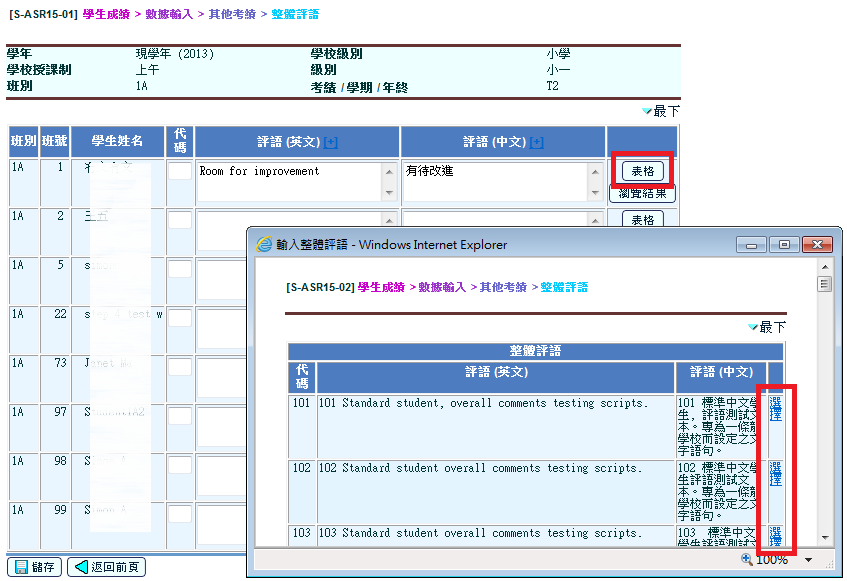 [S-ASR15-01] 學生成績 > 數據輸入 > 其他考績 > 整體評語
學年 現學年 (2013) 學校級別 小學
學校授課制 上午 級別 小一
班別 1A 考績 / 學期 / 年終 T2
最下
班別 班號 學生姓名 代碼 評語 (英文) [+] 評語 (中文) [+]
1A 1 Room for improvement 有待改進 表格
瀏覽結果
1A 2 表格
1A 5
1A 22
1A 73
1A 97
1A 98
1A 99
儲存 返回前頁
輸入整體評語 - Windows Internet Explorer
[S-ASR15-02] 學生成績 > 數據輸入 > 其他考績 > 整體評語
最下
整體評語
代碼 評語 (英文) 評語 (中文)
101 101 Standard student, overall comments testing scripts. 101 標準中文學
生, 評語測試文
本。專為一條龍
學校而設定之文
字語句。
選擇
102 102 Standard student overall comments testing scripts. 102 標準中文學
生評語測試文
本。專為一條龍
學校而設定之文
字語句。
選擇
103 103 Standard student overall comments testing scripts. 103 標準中文
學生評語測試文
選擇
100%